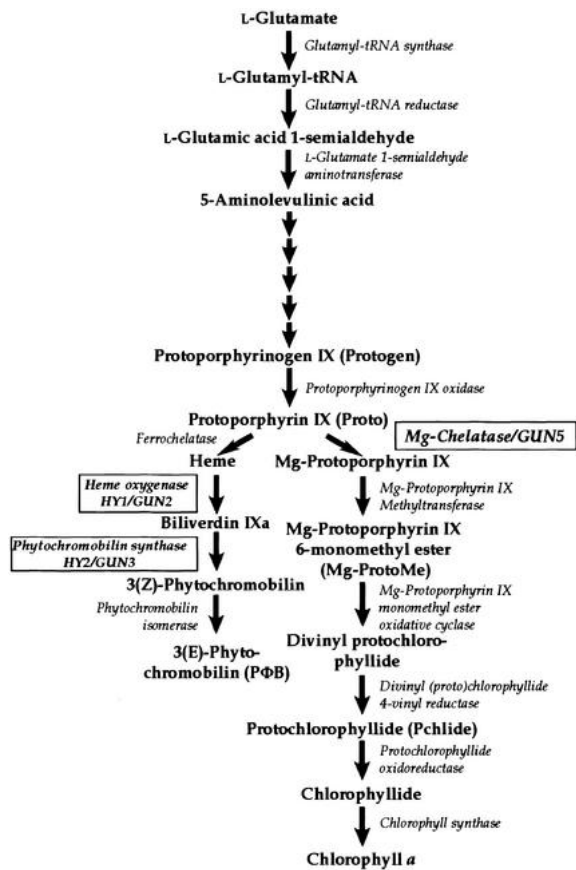 L-Glutamate
Glutamyl-tRNA synthase
L-Glutamyl-tRNA
Glutamyl-tRNA reductase
L-Glutamic acid 1-semialdehyde
L-Glutamate 1-semialdehyde
aminotransferase
5-Aminolevulinic acid
Protoporphyrinogen IX (Protogen)
Protoporphyrinogen IX oxidase
Protoporphyrin IX (Proto)
Ferrochelatase
Mg-Chelatase/GUN5
Heme
Mg-Protoporphyrin IX
Heme oxygenase
HY1/GUN2
Mg-Protoporphyrin IX
Methyltransferase
Biliverdin IXa
Mg-Protoporphyrin IX
6-monomethyl ester
(Mg-ProtoMe)
Phytochromobilin synthase
HY2/GUN3
3(Z)-Phytochromobilin
Mg-Protoporphyrin IX
monomethyl ester
oxidative cyclase
Phytochromobilin
isomerase
Divinyl protochloro-
phyllide
3(E)-Phyto-
chromobilin (PΦB)
Divinyl (proto)chlorophyllide
4-vinyl reductase
Protochlorophyllide (Pchlide)
Protochlorophyllide
oxidoreductase
Chlorophyllide
Chlorophyll synthase
Chlorophyll a